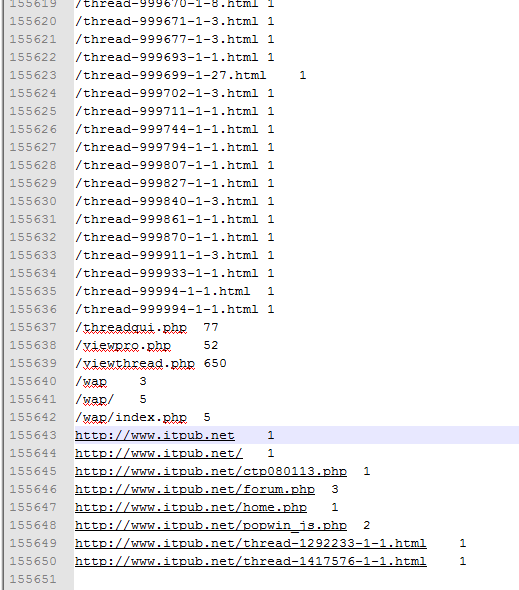 155619 /thread-999670-1-8.html 1
155620 /thread-999671-1-3.html 1
155621 /thread-999677-1-3.html 1
155622 /thread-999693-1-1.html 1
155623 /thread-999699-1-27.html 1
155624 /thread-999702-1-3.html 1
155625 /thread-999711-1-1.html 1
155626 /thread-999744-1-1.html 1
155627 /thread-999794-1-1.html 1
155628 /thread-999807-1-1.html 1
155629 /thread-999827-1-1.html 1
155630 /thread-999840-1-3.html 1
155631 /thread-999861-1-1.html 1
155632 /thread-999870-1-1.html 1
155633 /thread-999911-1-3.html 1
155634 /thread-999933-1-1.html 1
155635 /thread-99994-1-1.html 1
155636 /thread-999994-1-1.html 1
155637 /threadqui.php 77
155638 /viewpro.php 52
155639 /viewthread.php 650
155640 /wap 3
155641 /wap/ 5
155642 /wap/index.php 5
155643 http://www.itpub.net 1
155644 http://www.itpub.net/ 1
155645 http://www.itpub.net/ctp080113.php 1
155646 http://www.itpub.net/forum.php 3
155647 http://www.itpub.net/home.php 1
155648 http://www.itpub.net/popwin_js.php 2
155649 http://www.itpub.net/thread-1292233-1-1.html 1
155650 http://www.itpub.net/thread-1417576-1-1.html 1
155651